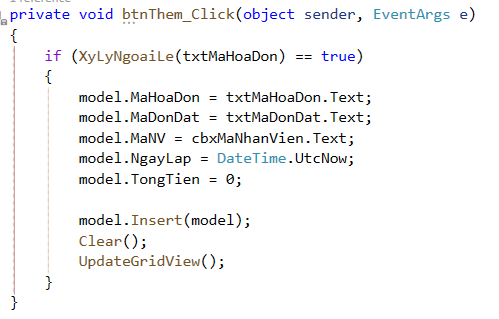 private void btnThem_Click(object sender, EventArgs e)
{
if (XyLyNgoaiLe(txtMaHoaDon) == true)
{
model.MaHoaDon = txtMaHoaDon.Text;
model.MaDonDat = txtMaDonDat.Text;
model.MaNV = cbxMaNhanVien.Text;
model.NgayLap = DateTime.UtcNow;
model.TongTien = 0;
model.Insert(model);
Clear();
UpdateGridView();
}
}